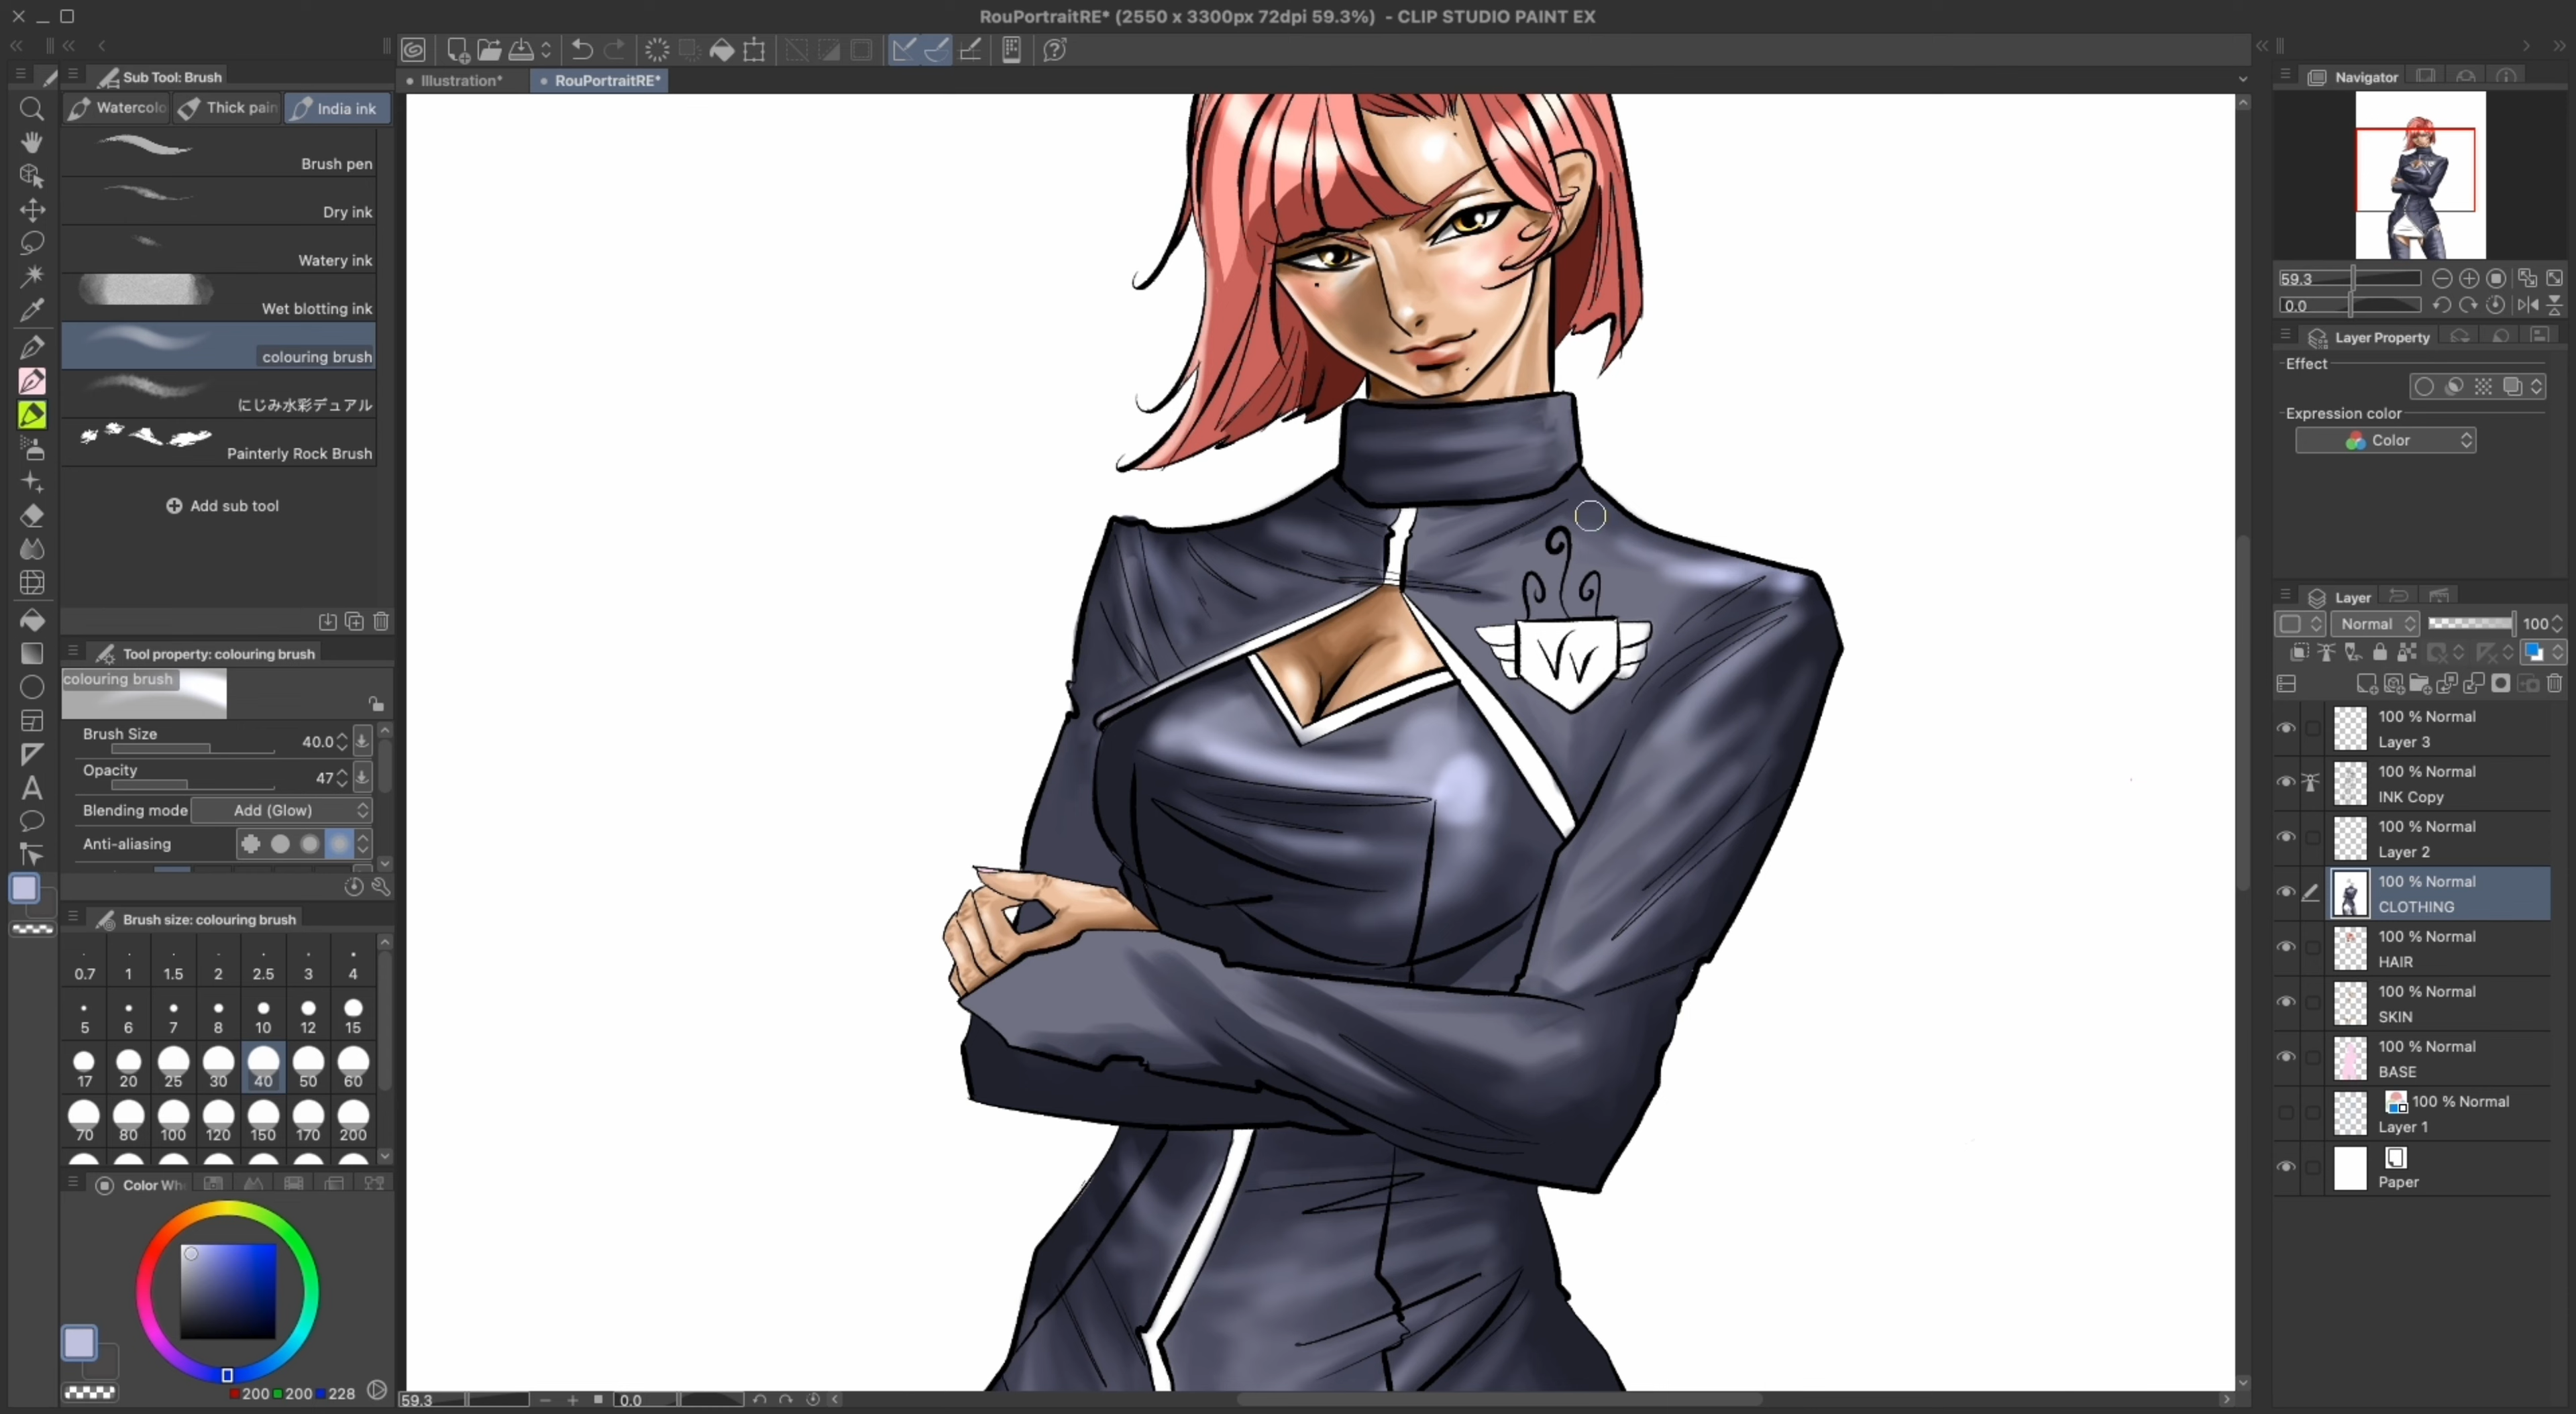 RouPortraitRE* (2550 x 3300px 72dpi 59.3%) - CLIP STUDIO PAINT EX
Sub Tool: Brush
Illustration*
RouPortraitRE*
Navigator
Watercolo
Thick pain
India ink
Brush pen
Dry ink
Watery ink
Wet blotting ink
colouring brush
にじみ水彩デュアル
Painterly Rock Brush
Add sub tool
Tool property: colouring brush
colouring brush
Brush Size
40.0
Opacity
47
Blending mode
Add (Glow)
Anti-aliasing
Brush size: colouring brush
0.7 1 1.5 2 2.5 3 4
5 6 7 8 10 12 15
17 20 25 30 40 50 60
70 80 100 120 150 170 200
Color Wh
200 200 228
VV
59.3
0.0
59.3
0.0
Layer Property
Effect
Expression color
Color
Layer
Normal
100
100 % Normal
Layer 3
100 % Normal
INK Copy
100 % Normal
Layer 2
100 % Normal
CLOTHING
100 % Normal
HAIR
100 % Normal
SKIN
100 % Normal
BASE
100 % Normal
Layer 1
Paper